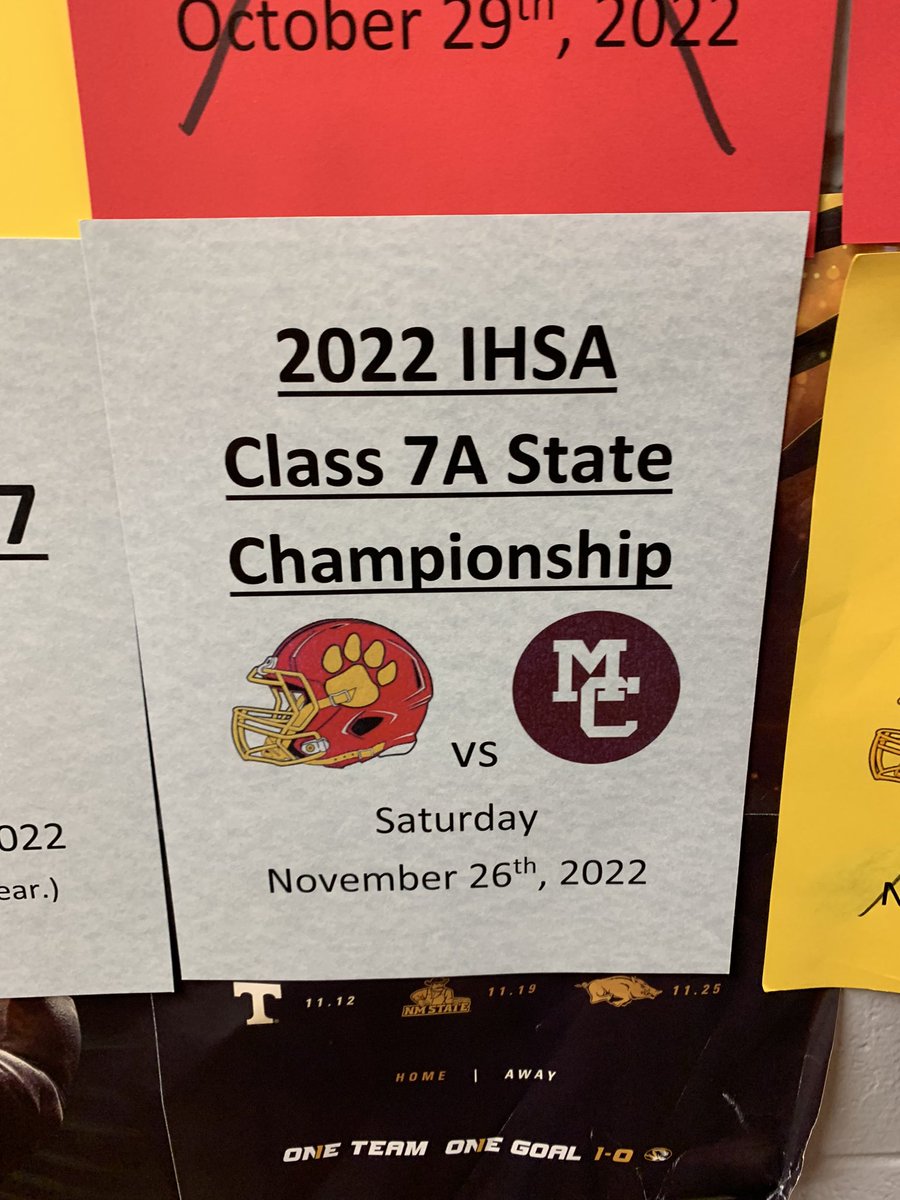 October 29th, 2022
2022 IHSA
Class 7A State
Championship
MC
vs
Saturday
November 26th, 2022
7
022
ear.)
N
T 11.12 NM STATE 11.19 11.25
HOME | AWAY
ONE TEAM ONE GOAL 1-0